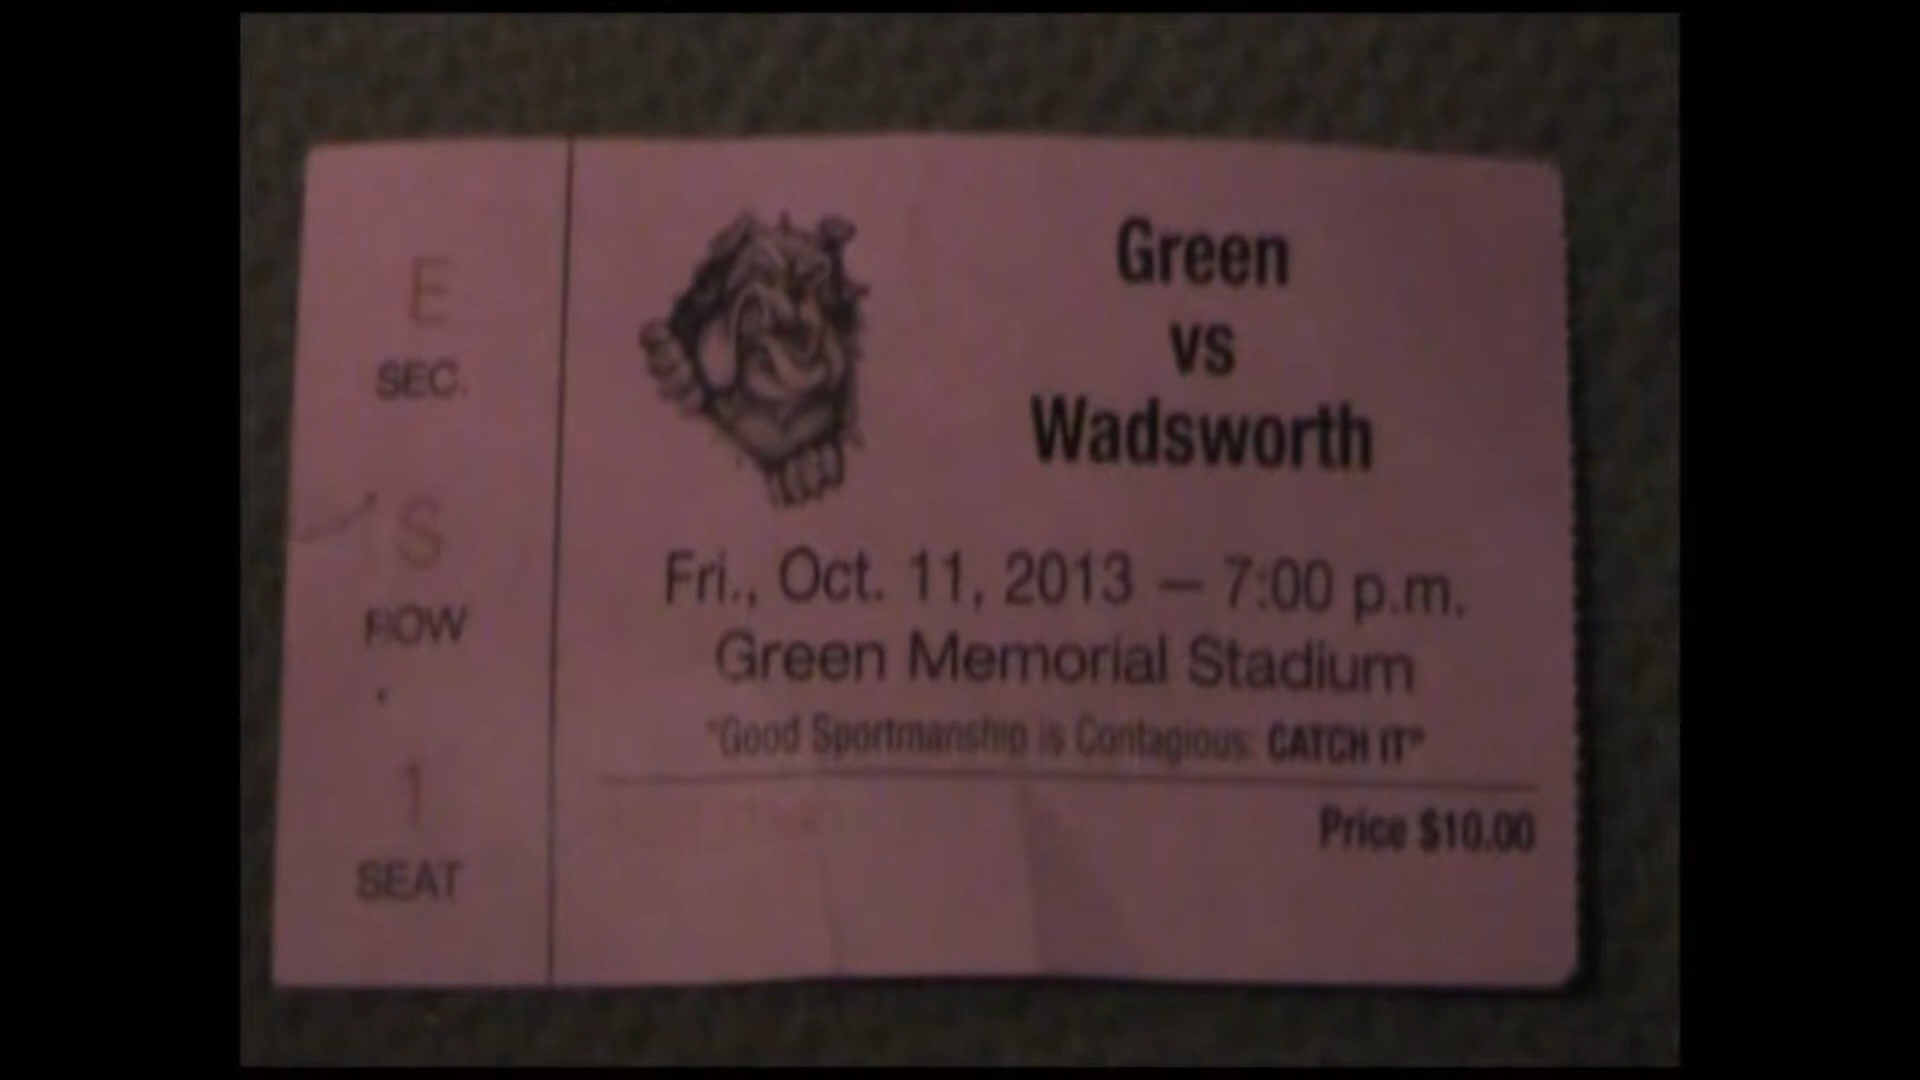 E
SEC.
S
ROW
1
SEAT
Green
vs
Wadsworth
Fri., Oct. 11, 2013 — 7:00 p.m.
Green Memorial Stadium
"Good Sportmanship is Contagious: CATCH IT"
Price $10.00